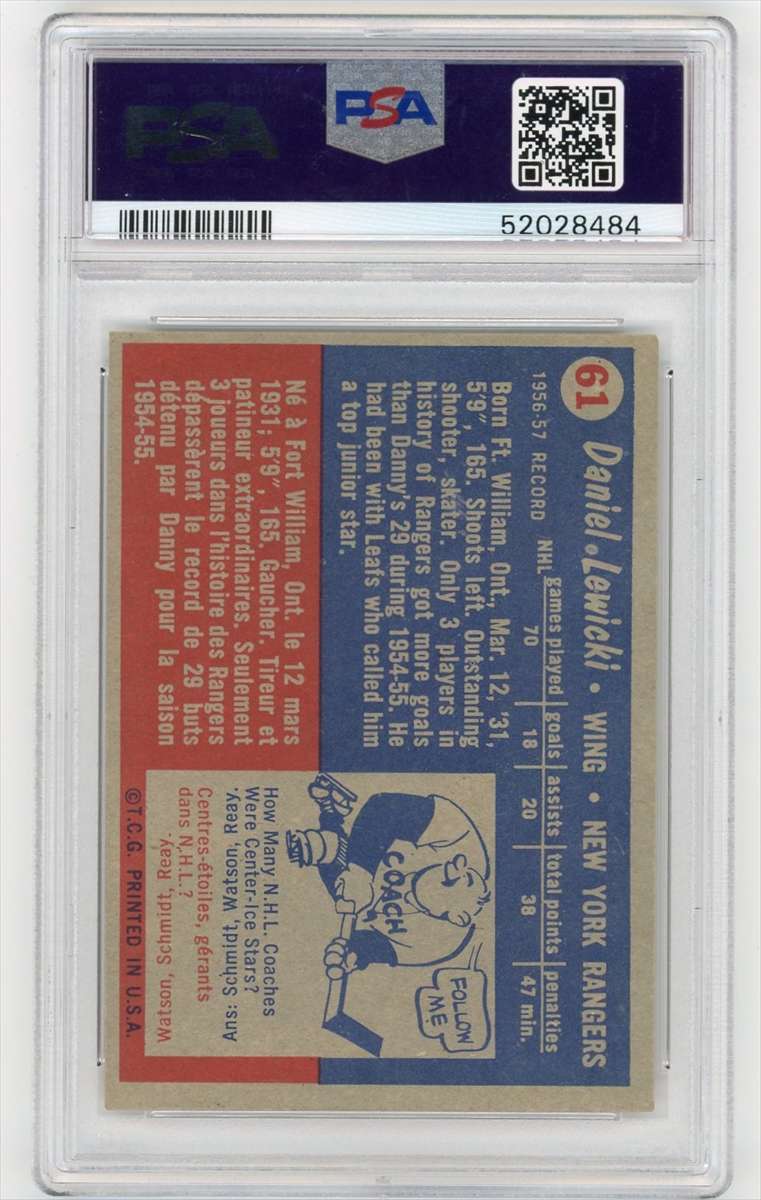 PSA
PSA
52028484
61 Daniel Lewicki • WING • NEW YORK RANGERS
1956-57 RECORD NHL games played goals assists total points penalties
70 18 20 38 47 min.
Born Ft. William, Ont., Mar. 12, '31,
5'9", 165. Shoots left. Outstanding
shooter, skater. Only 3 players in
history of Rangers got more goals
than Danny's 29 during 1954-55. He
had been with Leafs who called him
a top junior star.
Né à Fort William, Ont. le 12 mars
1931; 5'9", 165. Gaucher. Tireur et
patineur extraordinaires. Seulement
3 joueurs dans l'histoire des Rangers
dépassèrent le record de 29 buts
détenu par Danny pour la saison
1954-55.
COACH
FOLLOW
ME
How Many N.H.L. Coaches
Were Center-Ice Stars?
Ans: Schmidt, Watson, Reay.
Centres-étoiles, gérants
dans N.H.L.?
Watson, Schmidt, Reay.
©T.C.G. PRINTED IN U.S.A.